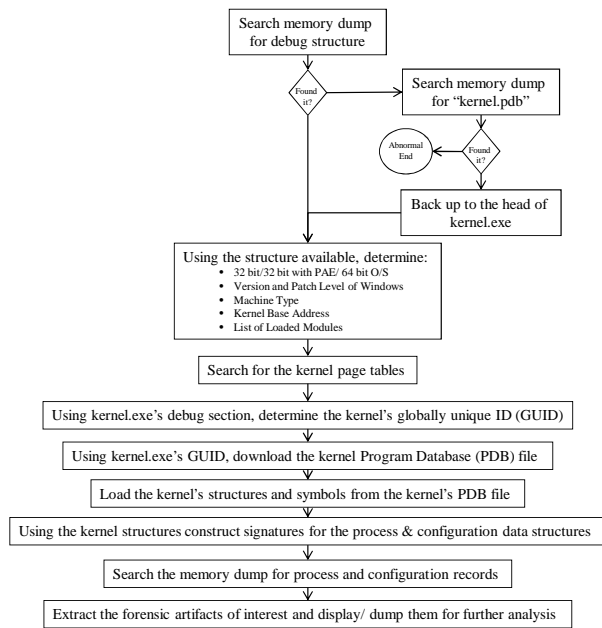 Search memory dump
for debug structure
Found
it?
Search memory dump
for “kernel.pdb”
Abnormal
End
Found
it?
Back up to the head of
kernel.exe
Using the structure available, determine:
• 32 bit/32 bit with PAE/ 64 bit O/S
• Version and Patch Level of Windows
• Machine Type
• Kernel Base Address
• List of Loaded Modules
Search for the kernel page tables
Using kernel.exe’s debug section, determine the kernel’s globally unique ID (GUID)
Using kernel.exe’s GUID, download the kernel Program Database (PDB) file
Load the kernel’s structures and symbols from the kernel’s PDB file
Using the kernel structures construct signatures for the process & configuration data structures
Search the memory dump for process and configuration records
Extract the forensic artifacts of interest and display/ dump them for further analysis